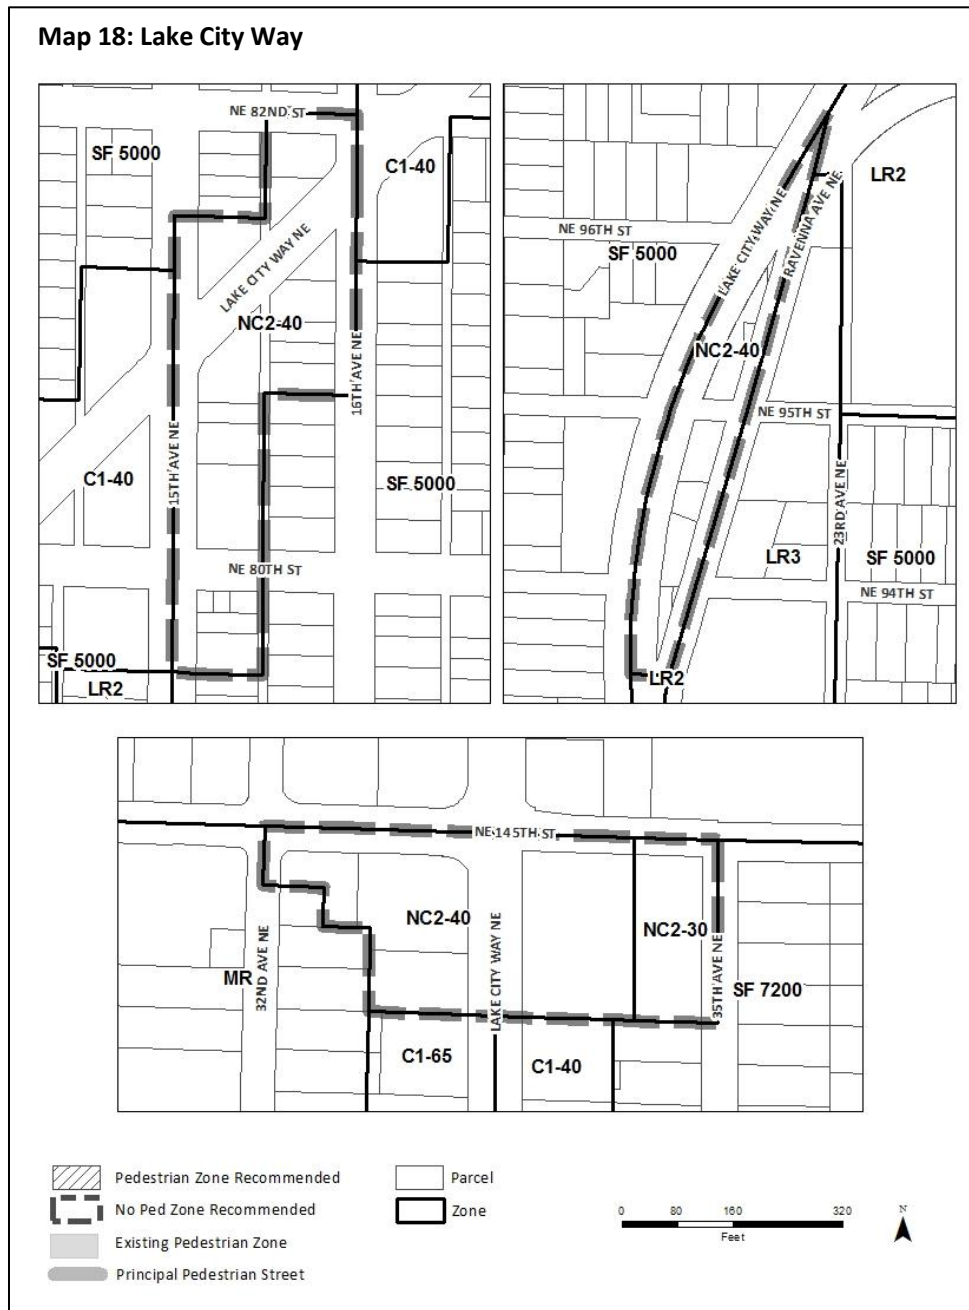 Map 18: Lake City Way
NE 82ND ST
SF 5000
C1-40
LAKE CITY WAY NE
NC2-40
16TH AVE NE
15TH AVE NE
C1-40
SF 5000
NE 80TH ST
SF 5000
LR2
LR2
NE 96TH ST
SF 5000
LAKE CITY WAY NE
RAVENNA AVE NE
NC2-40
NE 95TH ST
23RD AVE NE
LR3
SF 5000
NE 94TH ST
LR2
NE 145TH ST
NC2-40
NC2-30
LAKE CITY WAY NE
35TH AVE NE
MR
32ND AVE NE
SF 7200
C1-65
C1-40
Pedestrian Zone Recommended
No Ped Zone Recommended
Existing Pedestrian Zone
Principal Pedestrian Street
Parcel
Zone
0 80 160 320
Feet
N